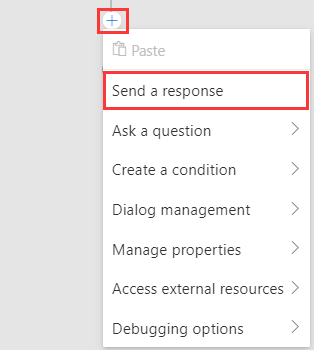 Paste
Send a response
Ask a question
Create a condition
Dialog management
Manage properties
Access external resources
Debugging options